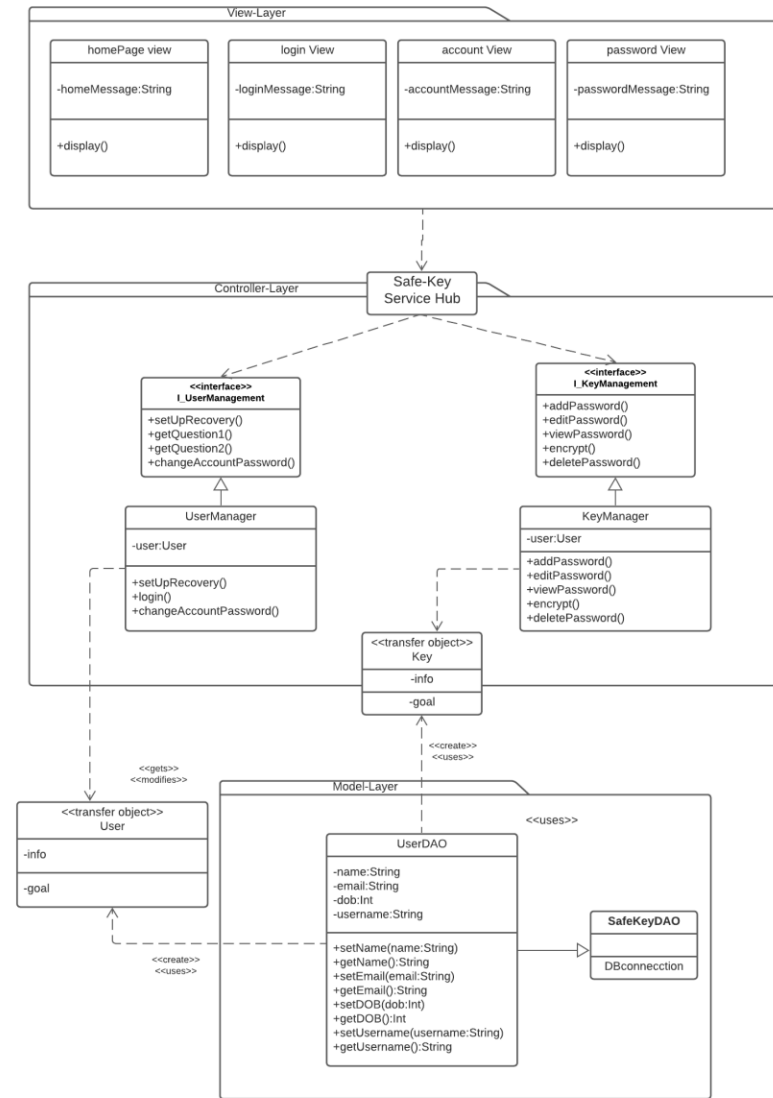 View-Layer
homePage view
-homeMessage:String
+display()
login View
-loginMessage:String
+display()
account View
-accountMessage:String
+display()
password View
-passwordMessage:String
+display()
Controller-Layer
Safe-Key
Service Hub
<<interface>>
I_UserManagement
+setUpRecovery()
+getQuestion1()
+getQuestion2()
+changeAccountPassword()
<<interface>>
I_KeyManagement
+addPassword()
+editPassword()
+viewPassword()
+encrypt()
+deletePassword()
UserManager
-user:User
+setUpRecovery()
+login()
+changeAccountPassword()
KeyManager
-user:User
+addPassword()
+editPassword()
+viewPassword()
+encrypt()
+deletePassword()
<<transfer object>>
Key
-info
-goal
<<create>>
<<uses>>
<<gets>>
<<modifies>>
<<transfer object>>
User
-info
-goal
<<create>>
<<uses>>
Model-Layer
<<uses>>
UserDAO
-name:String
-email:String
-dob:Int
-username:String
+setName(name:String)
+getName():String
+setEmail(email:String)
+getEmail():String
+setDOB(dob:Int)
+getDOB():Int
+setUsername(username:String)
+getUsername():String
SafeKeyDAO
DBconnecction